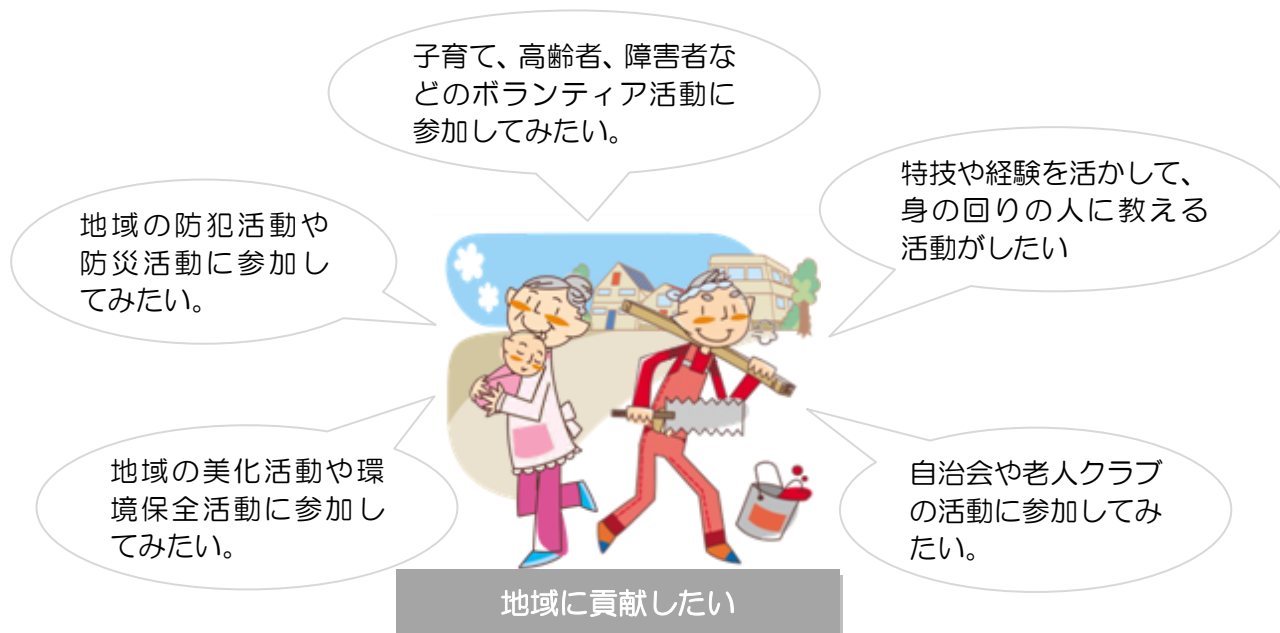 子育て、高齢者、障害者な
どのボランティア活動に
参加してみたい。
特技や経験を活かして、
身の回りの人に教える
活動がしたい
地域の防犯活動や
防災活動に参加し
てみたい。
地域の美化活動や環
境保全活動に参加し
てみたい。
自治会や老人クラブ
の活動に参加してみ
たい。
地域に貢献したい